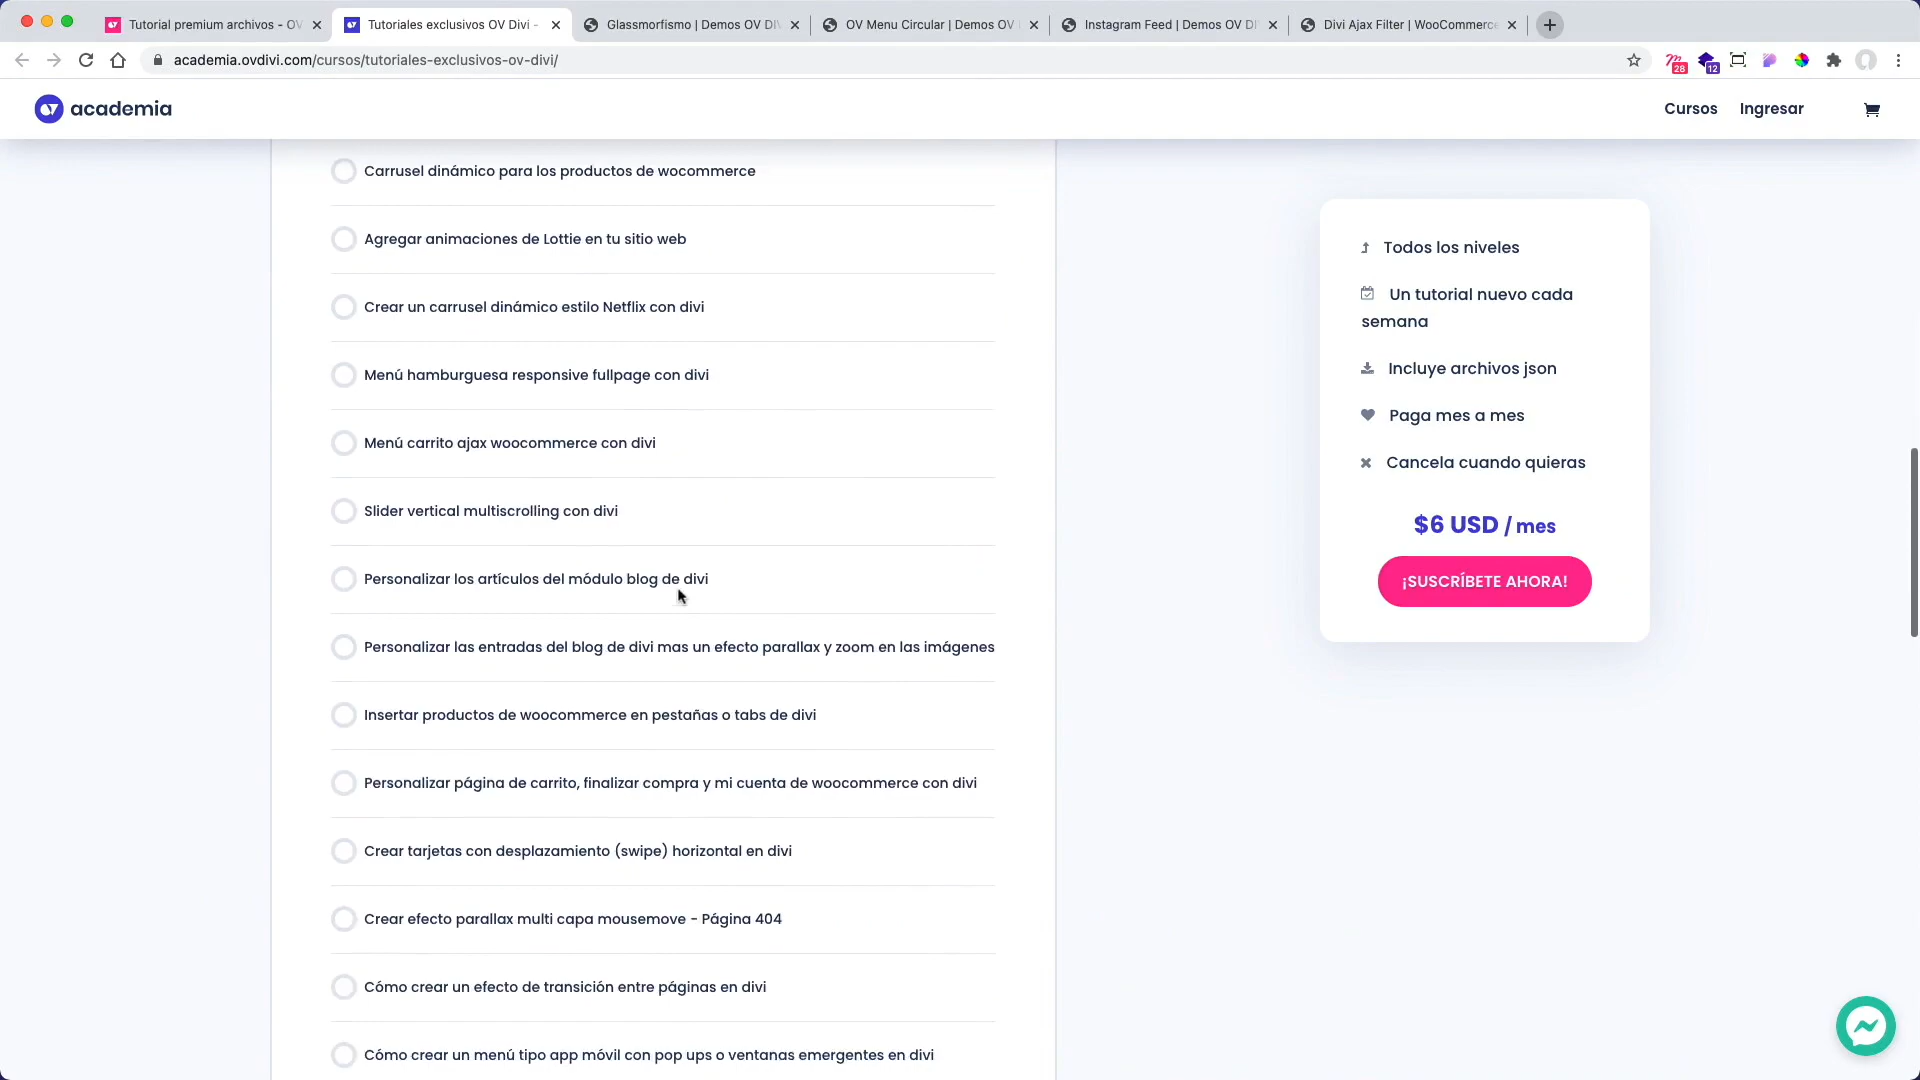 Tutorial premium archivos - OV
Tutoriales exclusivos OV Divi -
Glassmorfismo | Demos OV DIV
OV Menu Circular | Demos OV
Instagram Feed | Demos OV DI
Divi Ajax Filter | WooCommerce
academia.ovdivi.com/cursos/tutoriales-exclusivos-ov-divi/
28
12
academia
Cursos
Ingresar
Carrusel dinámico para los productos de wocommerce
Agregar animaciones de Lottie en tu sitio web
Crear un carrusel dinámico estilo Netflix con divi
Menú hamburguesa responsive fullpage con divi
Menú carrito ajax woocommerce con divi
Slider vertical multiscrolling con divi
Personalizar los artículos del módulo blog de divi
Personalizar las entradas del blog de divi mas un efecto parallax y zoom en las imágenes
Insertar productos de woocommerce en pestañas o tabs de divi
Personalizar página de carrito, finalizar compra y mi cuenta de woocommerce con divi
Crear tarjetas con desplazamiento (swipe) horizontal en divi
Crear efecto parallax multi capa mousemove - Página 404
Cómo crear un efecto de transición entre páginas en divi
Cómo crear un menú tipo app móvil con pop ups o ventanas emergentes en divi
Todos los niveles
Un tutorial nuevo cada
semana
Incluye archivos json
Paga mes a mes
Cancela cuando quieras
$6 USD / mes
¡SUSCRÍBETE AHORA!